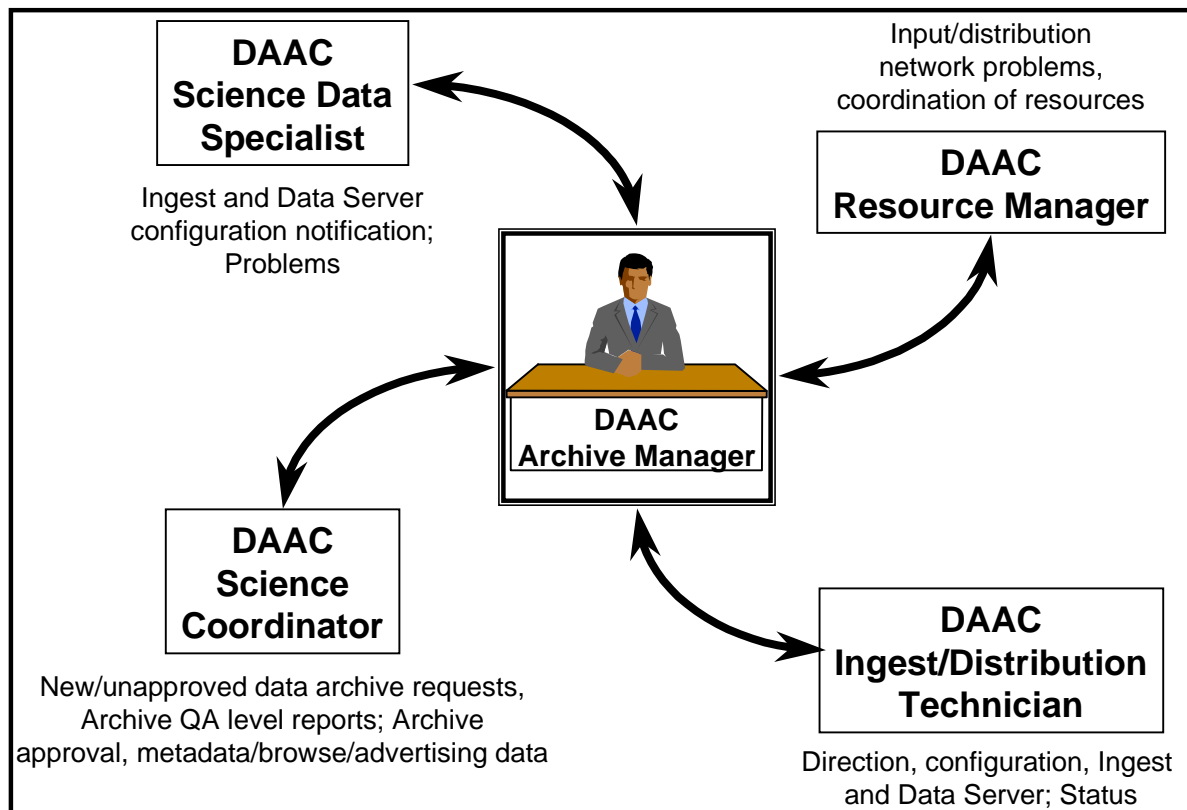 DAAC
Science Data
Specialist
Ingest and Data Server
configuration notification;
Problems
Input/distribution
network problems,
coordination of resources
DAAC
Resource Manager
DAAC
Archive Manager
DAAC
Science
Coordinator
New/unapproved data archive requests,
Archive QA level reports; Archive
approval, metadata/browse/advertising data
DAAC
Ingest/Distribution
Technician
Direction, configuration, Ingest
and Data Server; Status